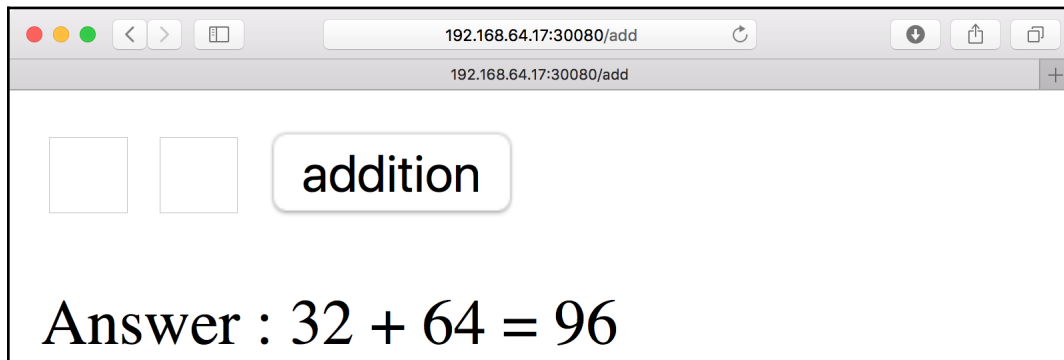 192.168.64.17:30080/add
192.168.64.17:30080/add
addition
Answer : 32 + 64 = 96